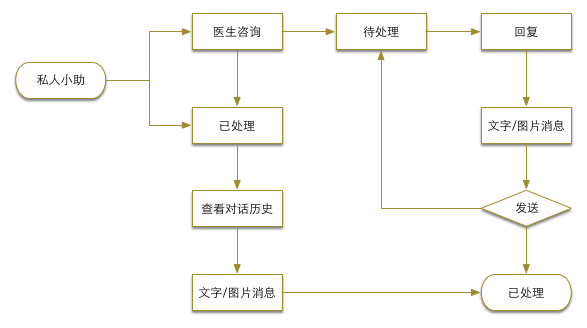 医生咨询
待处理
回复
私人小助
已处理
文字/图片消息
查看对话历史
发送
文字/图片消息
已处理